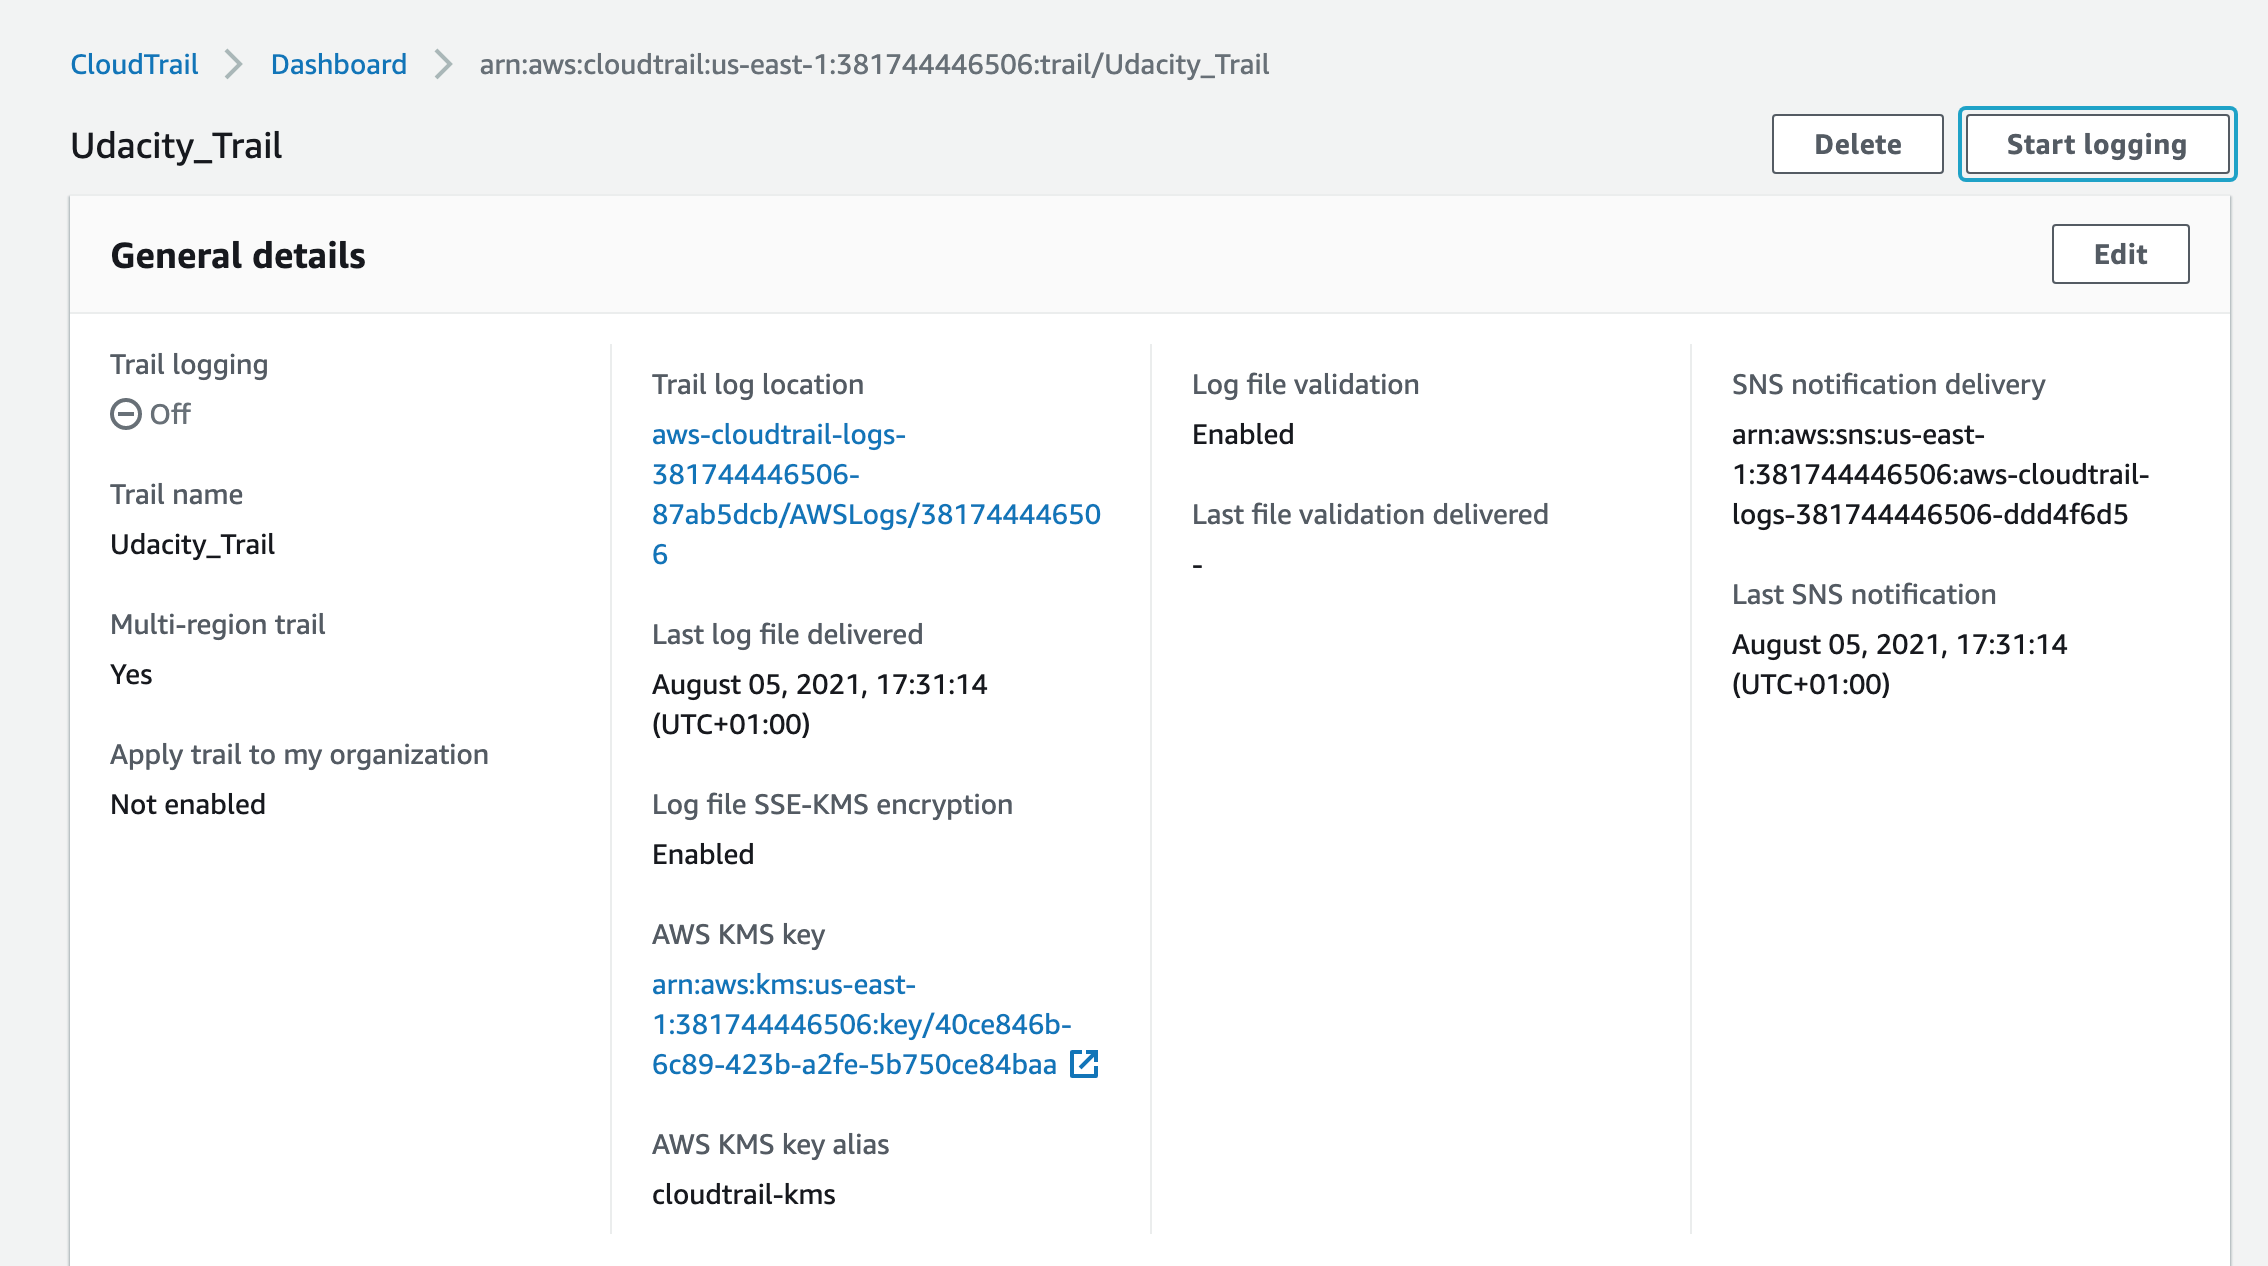 CloudTrail > Dashboard > arn:aws:cloudtrail:us-east-1:381744446506:trail/Udacity_Trail
Udacity_Trail
Delete
Start logging
General details
Edit
Trail logging
Off
Trail name
Udacity_Trail
Multi-region trail
Yes
Apply trail to my organization
Not enabled
Trail log location
aws-cloudtrail-logs-
381744446506-
87ab5dcb/AWSLogs/38174444650
6
Last log file delivered
August 05, 2021, 17:31:14
(UTC+01:00)
Log file SSE-KMS encryption
Enabled
AWS KMS key
arn:aws:kms:us-east-
1:381744446506:key/40ce846b-
6c89-423b-a2fe-5b750ce84baa
AWS KMS key alias
cloudtrail-kms
Log file validation
Enabled
Last file validation delivered
-
SNS notification delivery
arn:aws:sns:us-east-
1:381744446506:aws-cloudtrail-
logs-381744446506-ddd4f6d5
Last SNS notification
August 05, 2021, 17:31:14
(UTC+01:00)